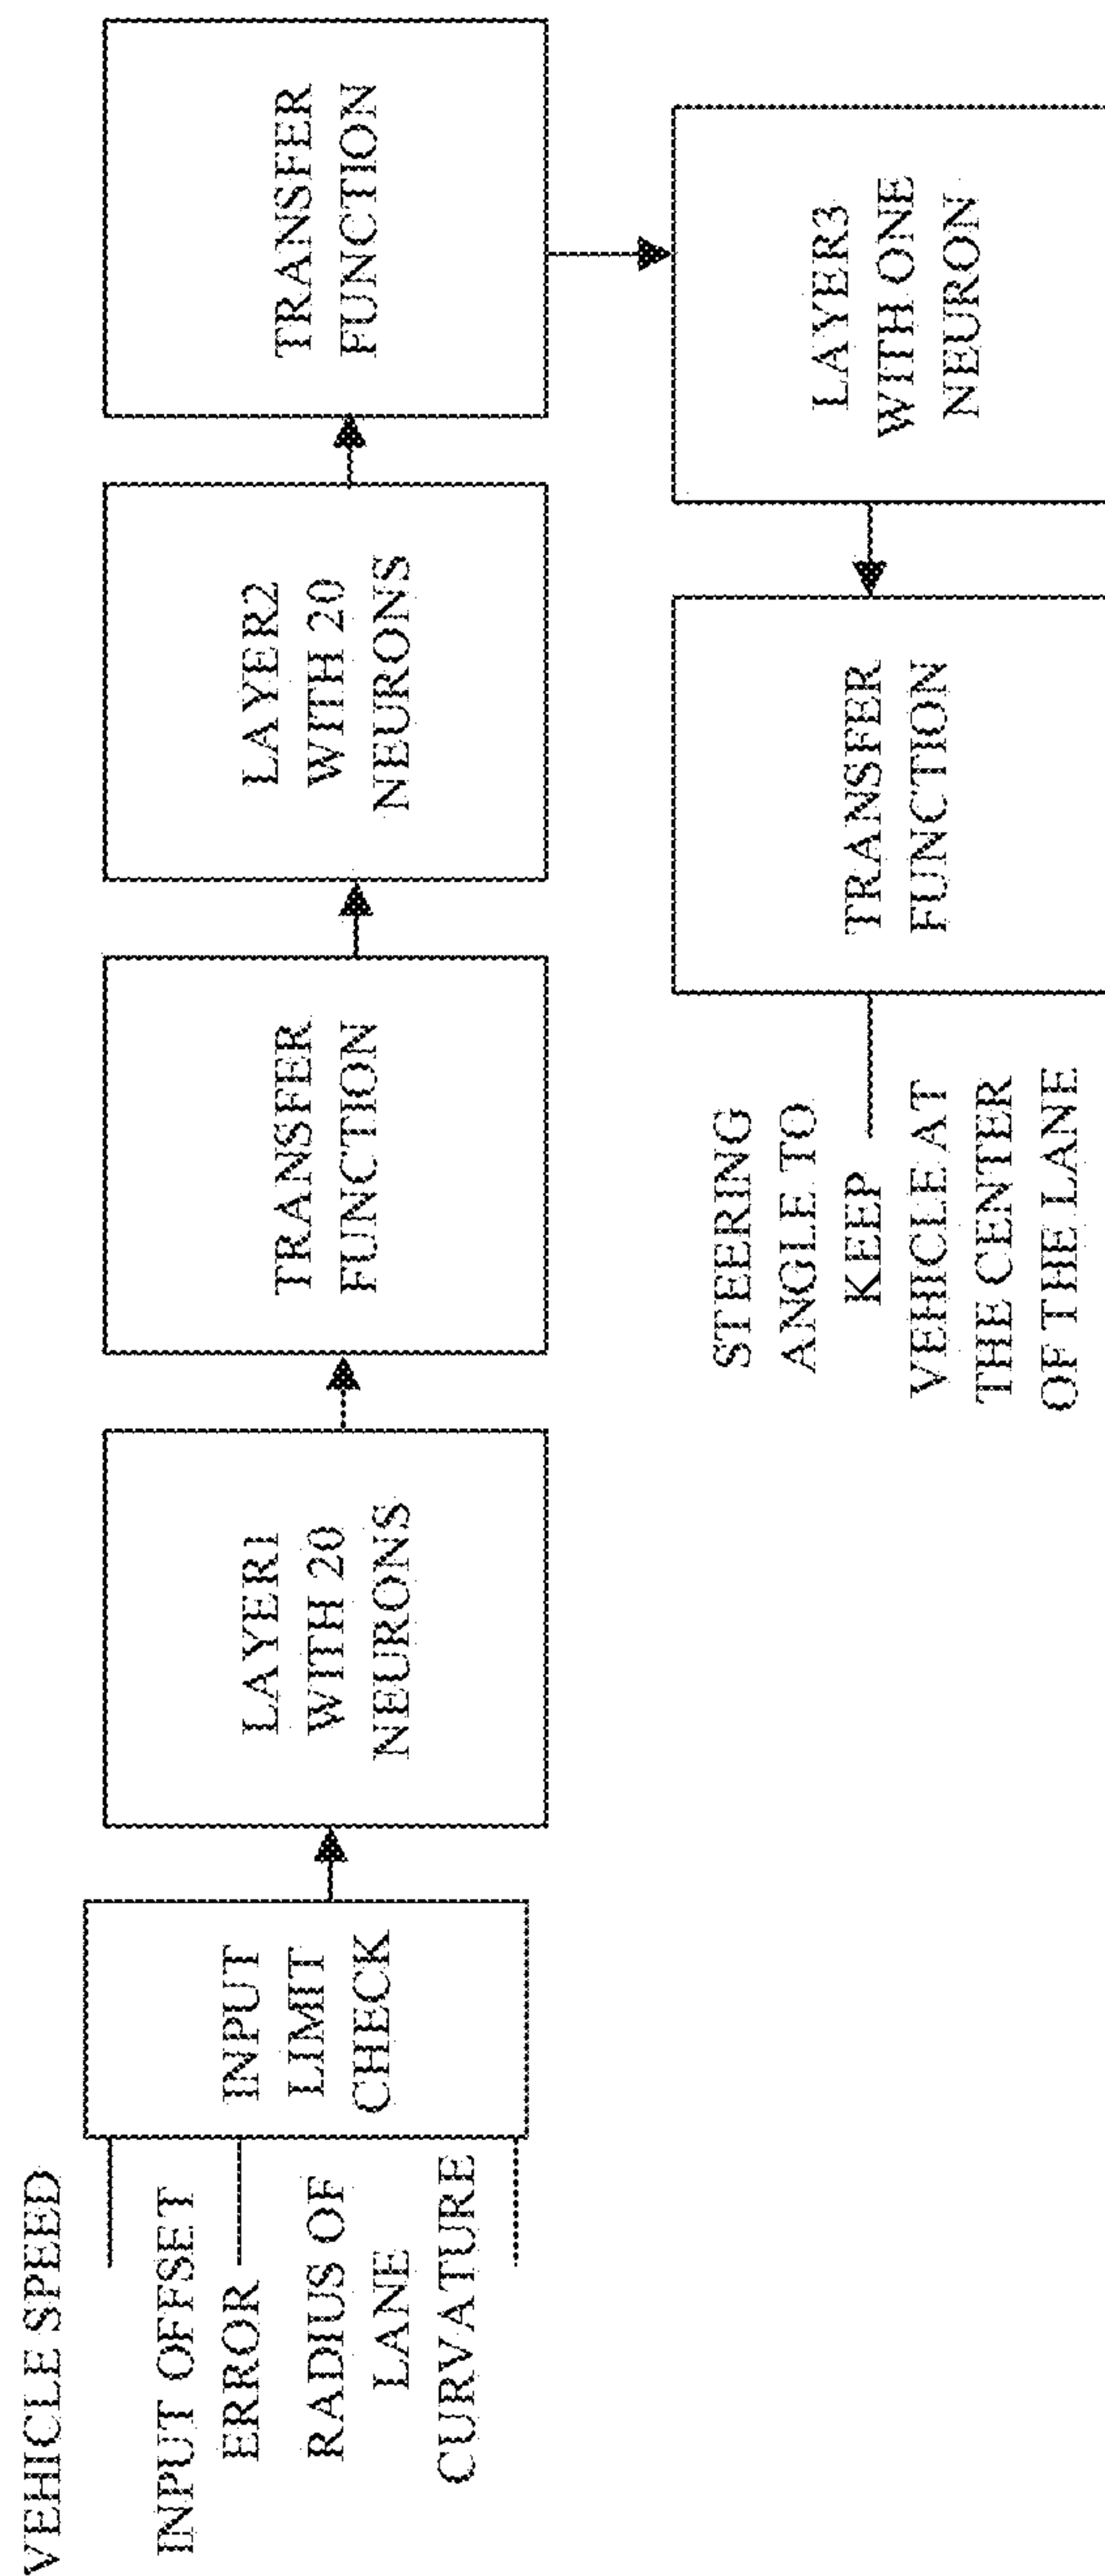 VEHICLE SPEED
INPUT OFFSET
ERROR
RADIUS OF
LANE
CURVATURE
INPUT
LIMIT
CHECK
LAYER1
WITH 20
NEURONS
TRANSFER
FUNCTION
LAYER2
WITH 20
NEURONS
TRANSFER
FUNCTION
LAYER3
WITH ONE
NEURON
TRANSFER
FUNCTION
STEERING
ANGLE TO
KEEP
VEHICLE AT
THE CENTER
OF THE LANE